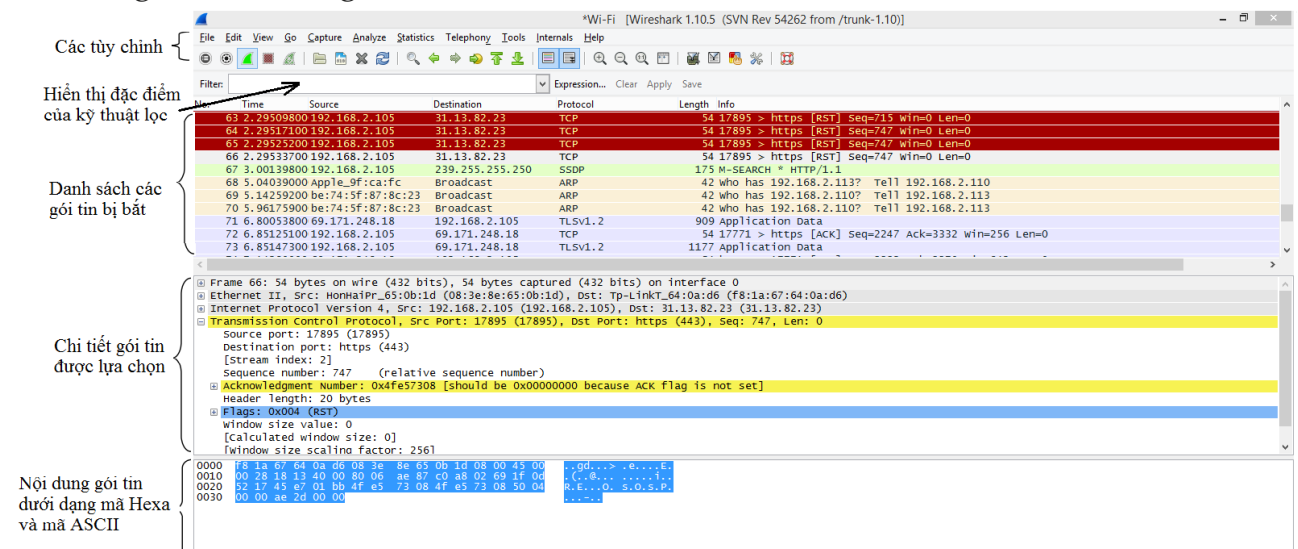 *Wi-Fi [Wireshark 1.10.5 (SVN Rev 54262 from /trunk-1.10)]
Các tùy chỉnh
File Edit View Go Capture Analyze Statistics Telephony Tools Internals Help
Filter: Expression... Clear Apply Save
Hiển thị đặc điểm
của kỹ thuật lọc
No. Time Source Destination Protocol Length Info
63 2.29509800 192.168.2.105 31.13.82.23 TCP 54 17895 > https [RST] Seq=715 Win=0 Len=0
64 2.29517100 192.168.2.105 31.13.82.23 TCP 54 17895 > https [RST] Seq=747 Win=0 Len=0
65 2.29525200 192.168.2.105 31.13.82.23 TCP 54 17895 > https [RST] Seq=747 Win=0 Len=0
66 2.29533700 192.168.2.105 31.13.82.23 TCP 54 17895 > https [RST] Seq=747 Win=0 Len=0
67 3.00139800 192.168.2.105 239.255.255.250 SSDP 175 M-SEARCH * HTTP/1.1
68 5.04039000 Apple_9f:ca:fc Broadcast ARP 42 Who has 192.168.2.113? Tell 192.168.2.110
69 5.14259200 be:74:5f:87:8c:23 Broadcast ARP 42 Who has 192.168.2.110? Tell 192.168.2.113
70 5.96175900 be:74:5f:87:8c:23 Broadcast ARP 42 Who has 192.168.2.110? Tell 192.168.2.113
71 6.80053800 69.171.248.18 192.168.2.105 TLSv1.2 909 Application Data
72 6.85125100 192.168.2.105 69.171.248.18 TCP 54 17771 > https [ACK] Seq=2247 Ack=3332 Win=256 Len=0
73 6.85147300 192.168.2.105 69.171.248.18 TLSv1.2 1177 Application Data
Danh sách các
gói tin bị bắt
Frame 66: 54 bytes on wire (432 bits), 54 bytes captured (432 bits) on interface 0
Ethernet II, Src: HonHaiPr_65:0b:1d (08:3e:8e:65:0b:1d), Dst: Tp-LinkT_64:0a:d6 (f8:1a:67:64:0a:d6)
Internet Protocol Version 4, Src: 192.168.2.105 (192.168.2.105), Dst: 31.13.82.23 (31.13.82.23)
Transmission Control Protocol, Src Port: 17895 (17895), Dst Port: https (443), Seq: 747, Len: 0
Source port: 17895 (17895)
Destination port: https (443)
[Stream index: 2]
Sequence number: 747 (relative sequence number)
Acknowledgment Number: 0x4fe57308 [should be 0x00000000 because ACK flag is not set]
Header length: 20 bytes
Flags: 0x004 (RST)
Window size value: 0
[Calculated window size: 0]
[Window size scaling factor: 256]
Chi tiết gói tin
được lựa chọn
0000 f8 1a 67 64 0a d6 08 3e 8e 65 0b 1d 08 00 45 00 ..gd...> .e....E.
0010 00 28 18 13 40 00 80 06 ae 87 c0 a8 02 69 1f 0d .(..@... .....i..
0020 52 17 45 e7 01 bb 4f e5 73 08 4f e5 73 08 50 04 R.E...O. s.O.s.P.
0030 00 00 ae 2d 00 00 ...-..
Nội dung gói tin
dưới dạng mã Hexa
và mã ASCII